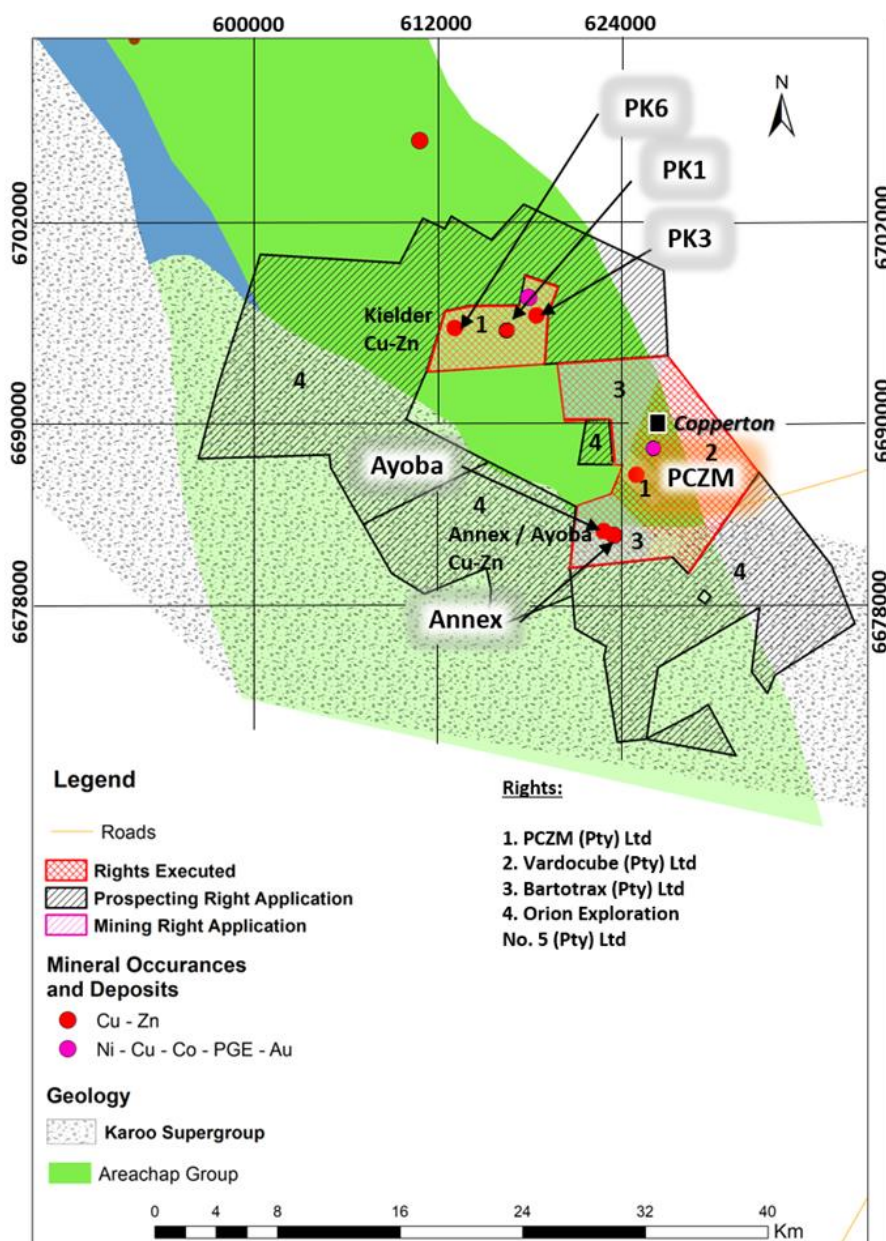 600000 612000 624000
N
PK6
PK1
PK3
6702000 6702000
Kielder
Cu-Zn
1
4
3
6690000 6690000
4
Copperton
2
Ayoba
PCZM
1
4
Annex / Ayoba
Cu-Zn
3
4
6678000 6678000
Annex
Legend
Roads
Rights Executed
Prospecting Right Application
Mining Right Application
Mineral Occurances
and Deposits
Cu - Zn
Ni - Cu - Co - PGE - Au
Geology
Karoo Supergroup
Areachap Group
Rights:
1. PCZM (Pty) Ltd
2. Vardocube (Pty) Ltd
3. Bartotrax (Pty) Ltd
4. Orion Exploration
No. 5 (Pty) Ltd
0 4 8 16 24 32 40
Km